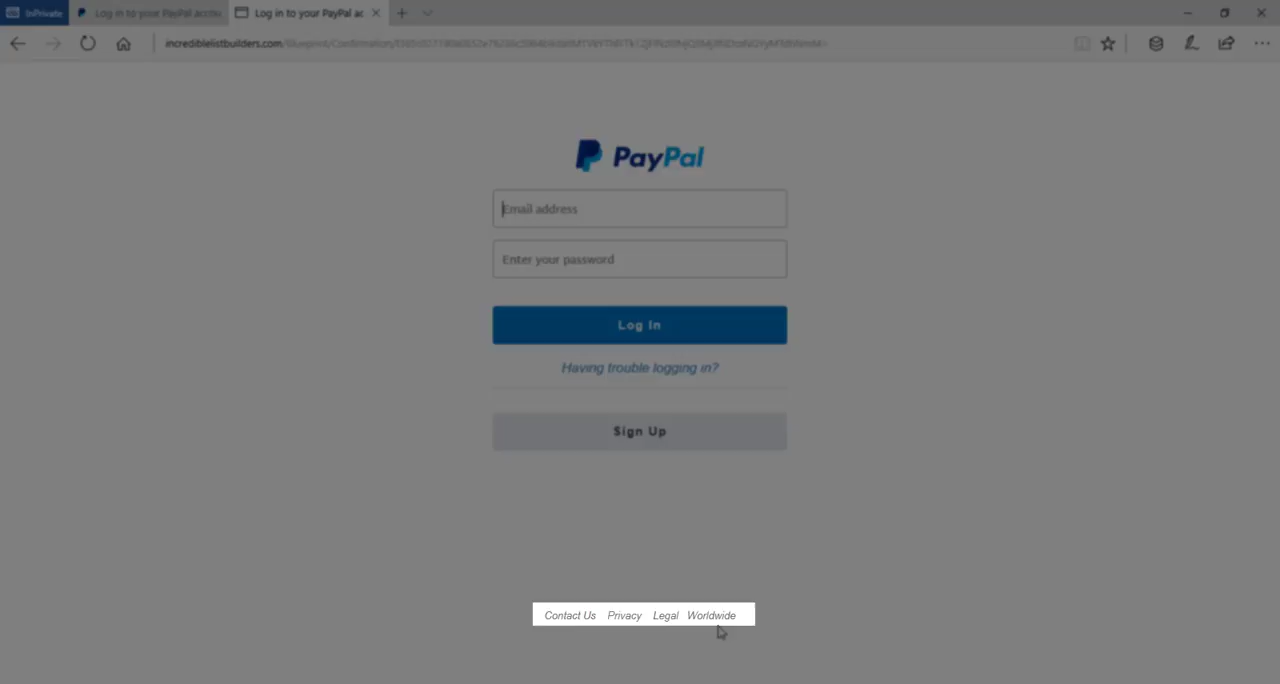 InPrivate Log in to your PayPal accou Log in to your PayPal ac
incrediblelistbuilders.com
PayPal
Email address
Enter your password
Log In
Having trouble logging in?
Sign Up
Contact Us Privacy Legal Worldwide